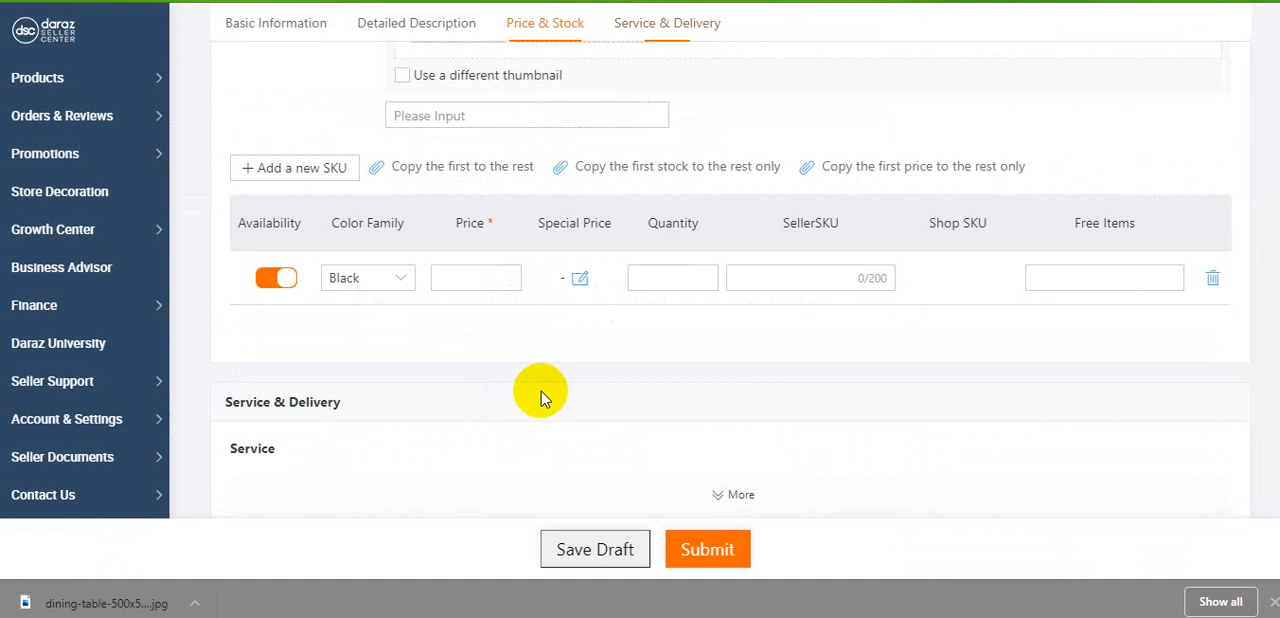 dsc daraz SELLER CENTER
Basic Information Detailed Description Price & Stock Service & Delivery
Products
Orders & Reviews
Promotions
Store Decoration
Growth Center
Business Advisor
Finance
Daraz University
Seller Support
Account & Settings
Seller Documents
Contact Us
Use a different thumbnail
Please Input
+ Add a new SKU Copy the first to the rest Copy the first stock to the rest only Copy the first price to the rest only
Availability Color Family Price * Special Price Quantity SellerSKU Shop SKU Free Items
Black - 0/200
Service & Delivery
Service
More
Save Draft Submit
dining-table-500x5....jpg Show all